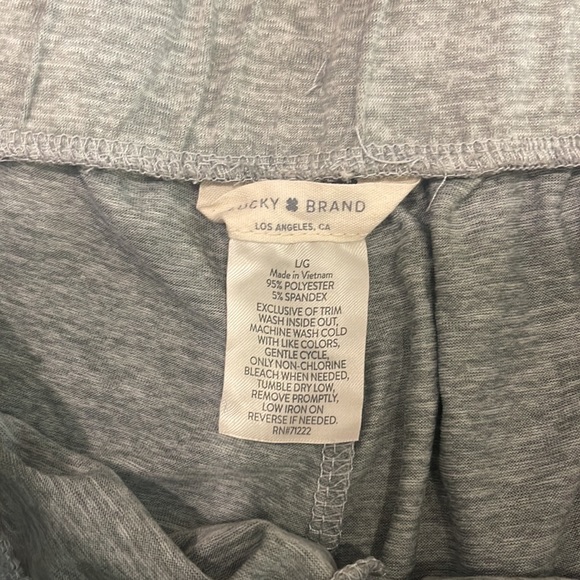 UCKY BRAND
LOS ANGELES, CA
L/G
Made in Vietnam
95% POLYESTER
5% SPANDEX
EXCLUSIVE OF TRIM
WASH INSIDE OUT,
MACHINE WASH COLD
WITH LIKE COLORS,
GENTLE CYCLE,
ONLY NON-CHLORINE
BLEACH WHEN NEEDED,
TUMBLE DRY LOW,
REMOVE PROMPTLY,
LOW IRON ON
REVERSE IF NEEDED.
RN#71222